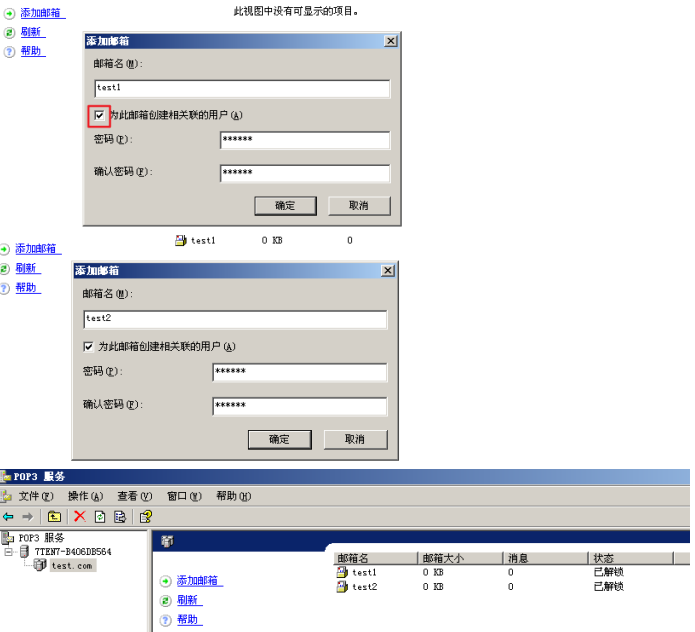 添加邮箱 此视图中没有可显示的项目。
刷新
帮助
添加邮箱
邮箱名(M):
test1
为此邮箱创建相关联的用户(A)
密码(P): ******
确认密码(P): ******
确定 取消
test1 0 KB 0
添加邮箱
刷新
帮助
添加邮箱
邮箱名(M):
test2
为此邮箱创建相关联的用户(A)
密码(P): ******
确认密码(P): ******
确定 取消
POP3 服务
文件(F) 操作(A) 查看(V) 窗口(W) 帮助(H)
POP3 服务
7TEN7-B406DB564
test.com
邮箱名 邮箱大小 消息 状态
test1 0 KB 0 已解锁
test2 0 KB 0 已解锁
添加邮箱
刷新
帮助